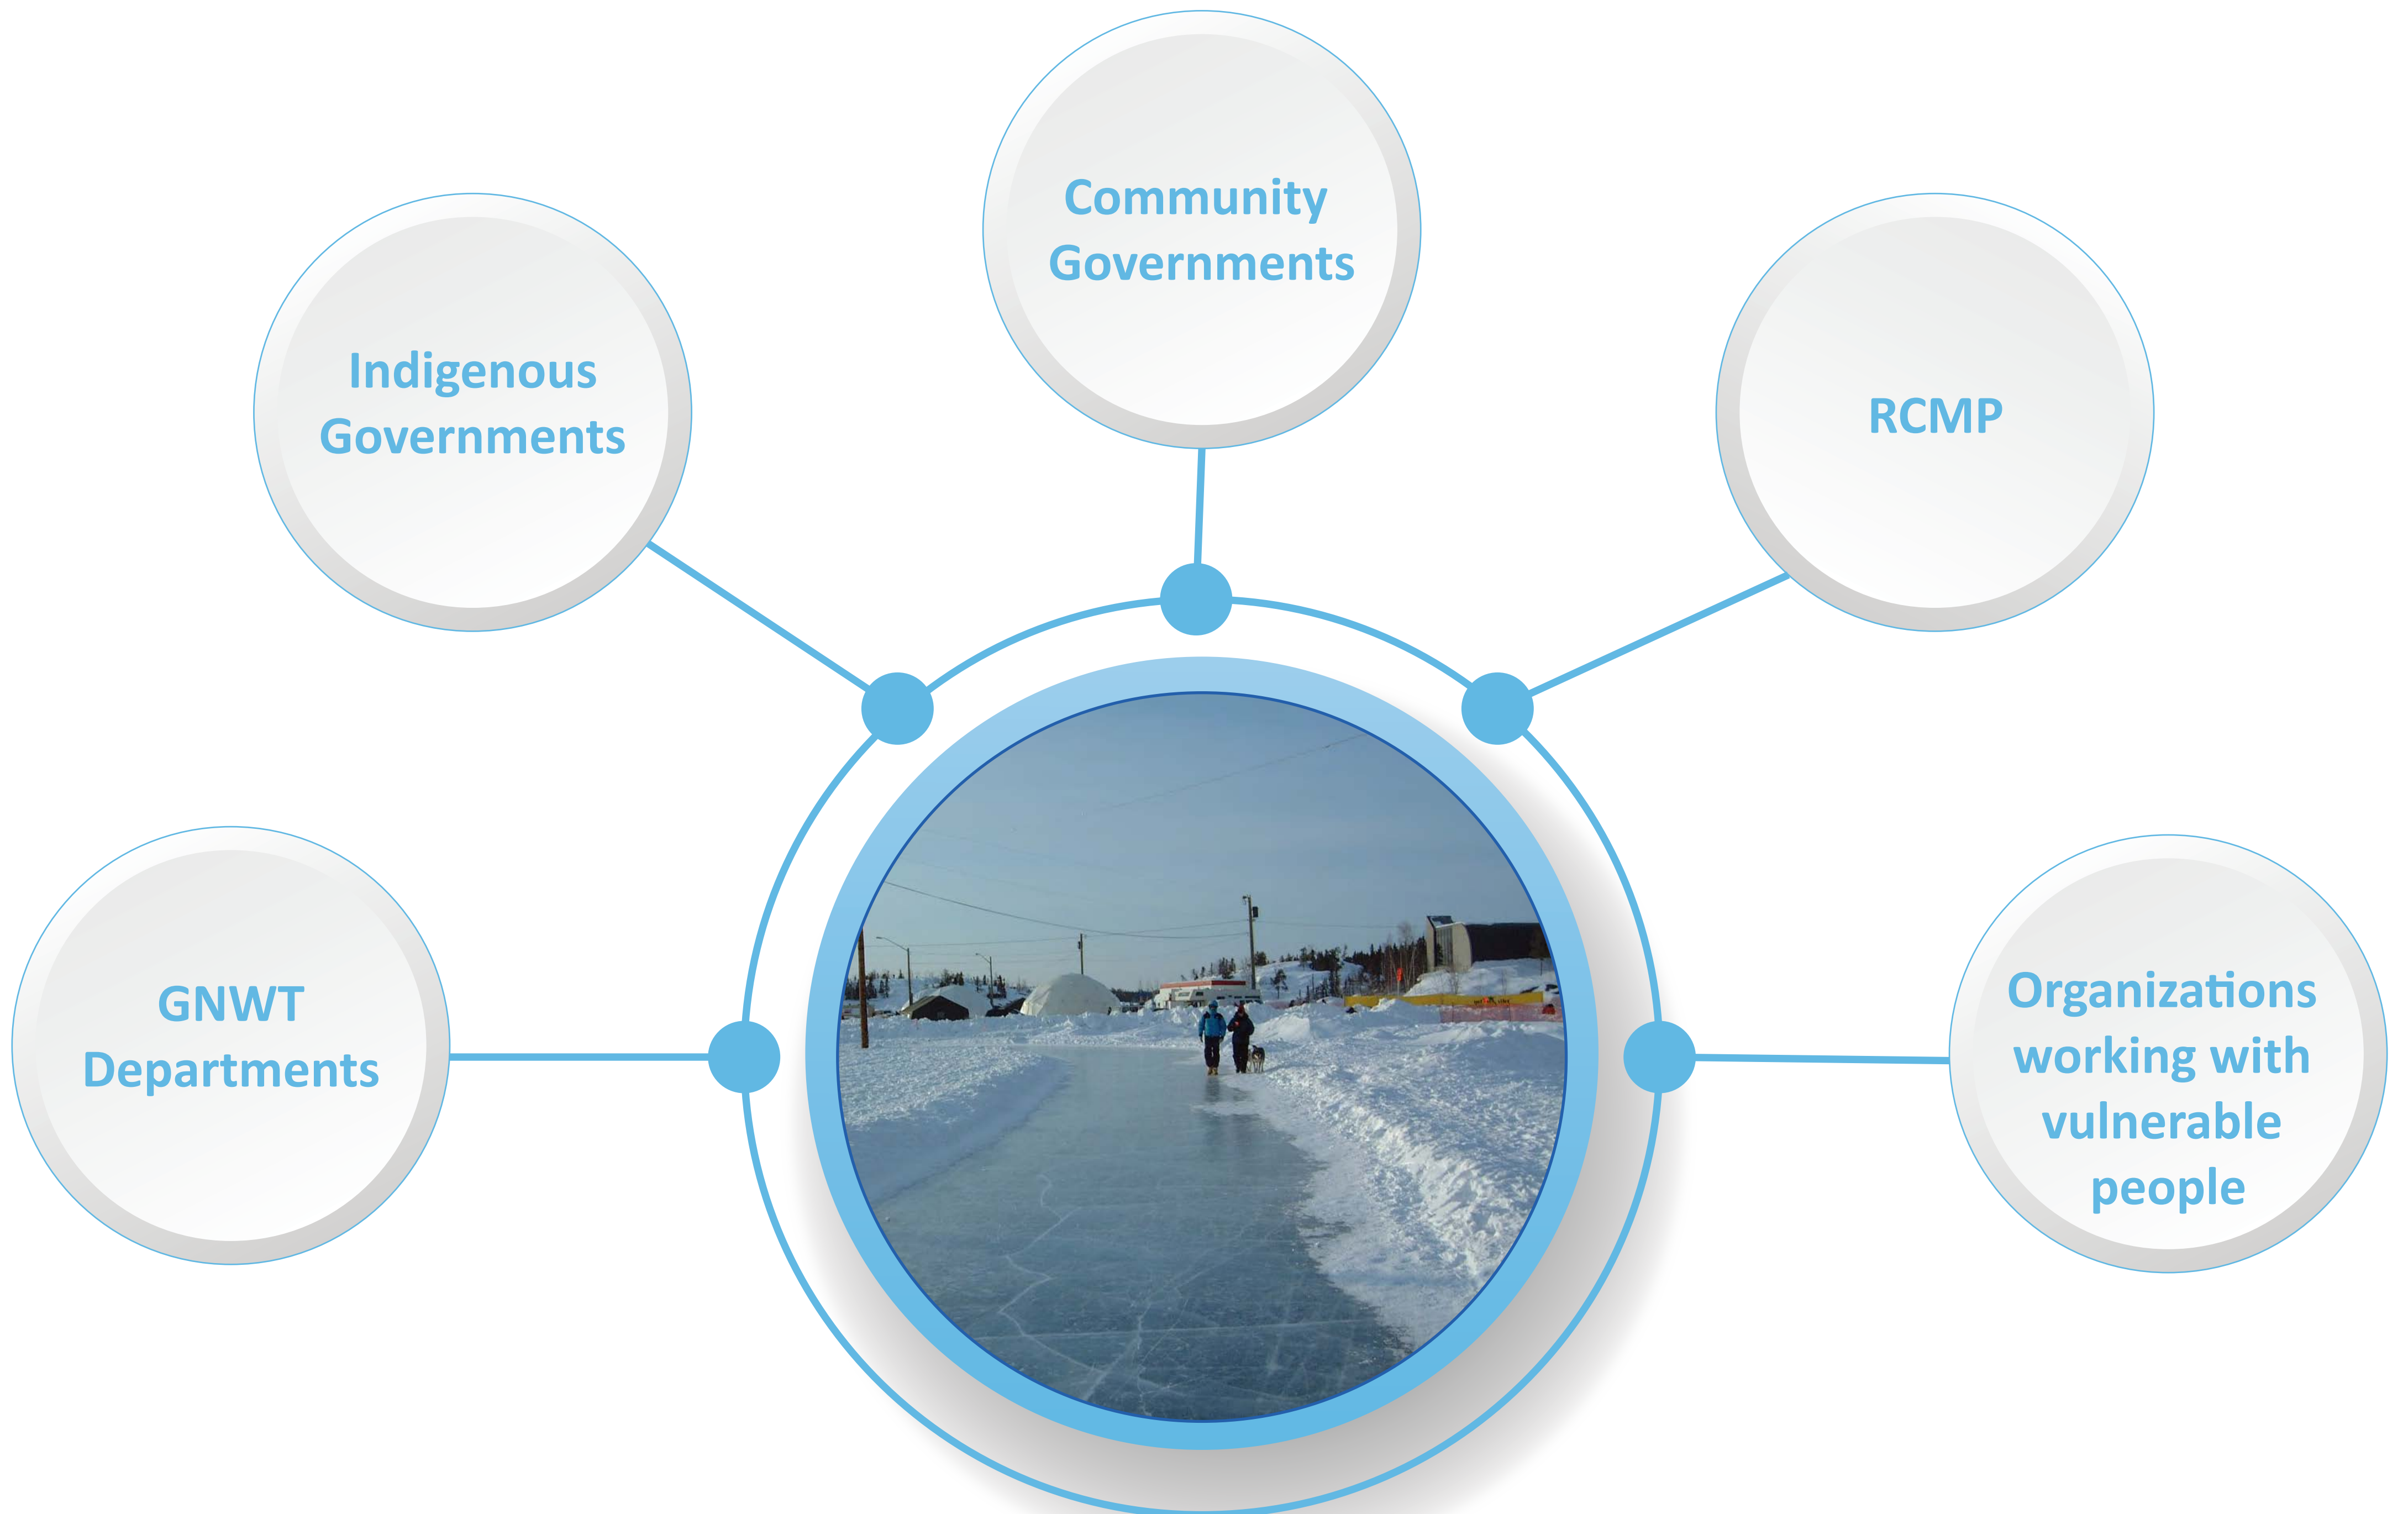 Community
Governments
Indigenous
Governments
RCMP
GNWT
Departments
Organizations
working with
vulnerable
people